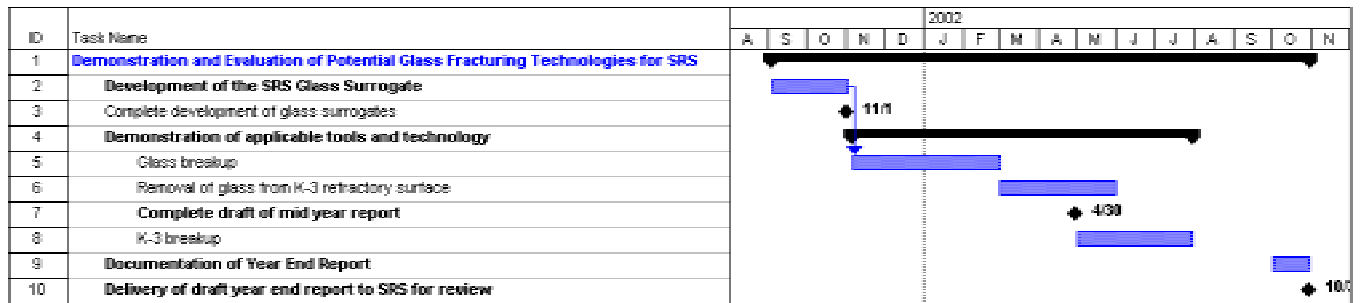 2002
ID Task Name A S O N D J F M A M J J A S O N
1 Demonstration and Evaluation of Potential Glass Fracturing Technologies for SRS
2 Development of the SRS Glass Surrogate
3 Complete development of glass surrogates 11/1
4 Demonstration of applicable tools and technology
5 Glass breakup
6 Removal of glass from K-3 refractory surface
7 Complete draft of mid year report 4/30
8 K-3 breakup
9 Documentation of Year End Report
10 Delivery of draft year end report to SRS for review